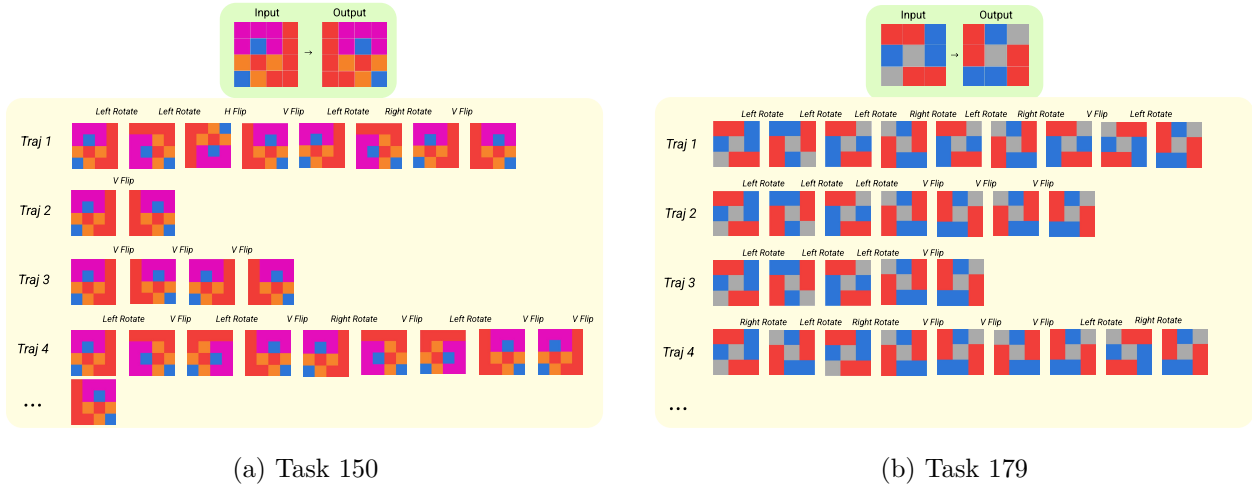 Input Output
→
Left Rotate Left Rotate H Flip V Flip Left Rotate Right Rotate V Flip
Traj 1
V Flip
Traj 2
V Flip V Flip V Flip
Traj 3
Left Rotate V Flip Left Rotate V Flip Right Rotate V Flip Left Rotate V Flip V Flip
Traj 4
...
(a) Task 150
Input Output
→
Left Rotate Left Rotate Left Rotate Right Rotate Left Rotate Right Rotate V Flip Left Rotate
Traj 1
Left Rotate Left Rotate Left Rotate V Flip V Flip V Flip
Traj 2
Left Rotate Left Rotate Left Rotate V Flip
Traj 3
Right Rotate Left Rotate Right Rotate V Flip V Flip V Flip Left Rotate Right Rotate
Traj 4
...
(b) Task 179